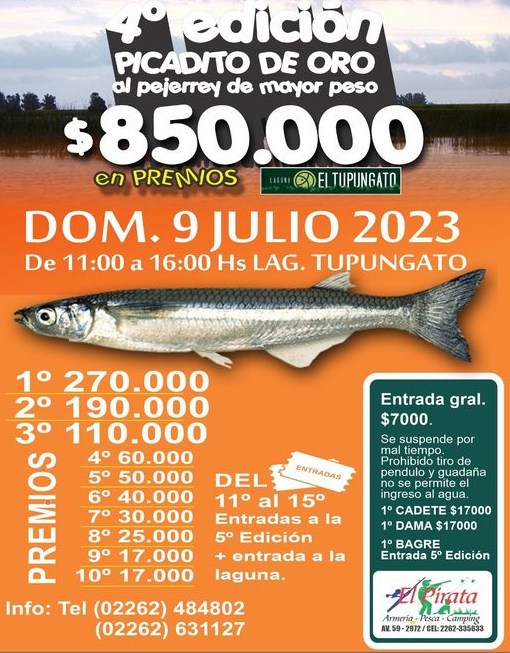 4º edición
PICADITO DE ORO
al pejerrey de mayor peso
$850.000
en PREMIOS
LAGUNA EL TUPUNGATO
DOM. 9 JULIO 2023
De 11:00 a 16:00 Hs LAG. TUPUNGATO
1º 270.000
2º 190.000
3º 110.000
PREMIOS
4º 60.000
5º 50.000
6º 40.000
7º 30.000
8º 25.000
9º 17.000
10º 17.000
ENTRADAS
DEL
11º al 15º
Entradas a la
5º Edición
+ entrada a la
laguna.
Entrada gral.
$7000.
Se suspende por
mal tiempo.
Prohibido tiro de
pendulo y guadaña
no se permite el
ingreso al agua.
1º CADETE $17000
1º DAMA $17000
1º BAGRE
Entrada 5º Edición
El Pirata
Armería - Pesca - Camping
AV. 59 - 2972 / CEL: 2262-335633
Info: Tel (02262) 484802
(02262) 631127